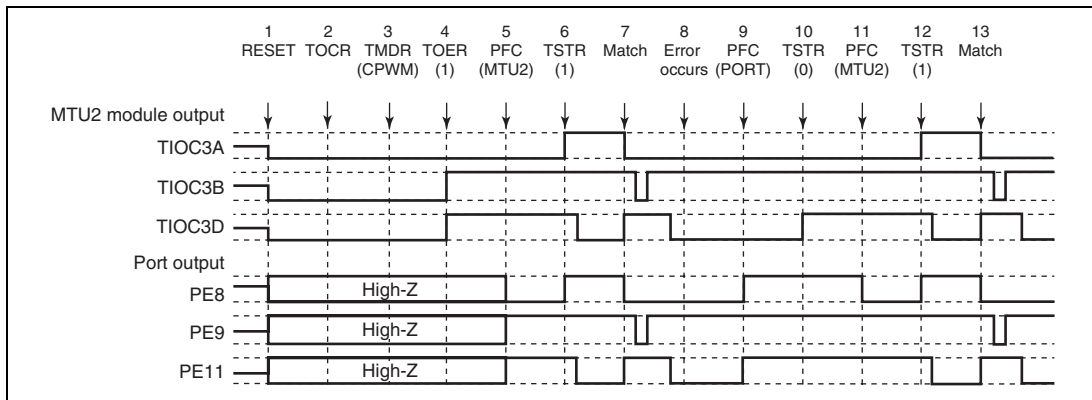 1 2 3 4 5 6 7 8 9 10 11 12 13
RESET TOCR TMDR TOER PFC TSTR Match Error PFC TSTR PFC TSTR Match
(CPWM) (1) (MTU2) (1) occurs (PORT) (0) (MTU2) (1)
MTU2 module output
TIOC3A
TIOC3B
TIOC3D
Port output
PE8 High-Z
PE9 High-Z
PE11 High-Z